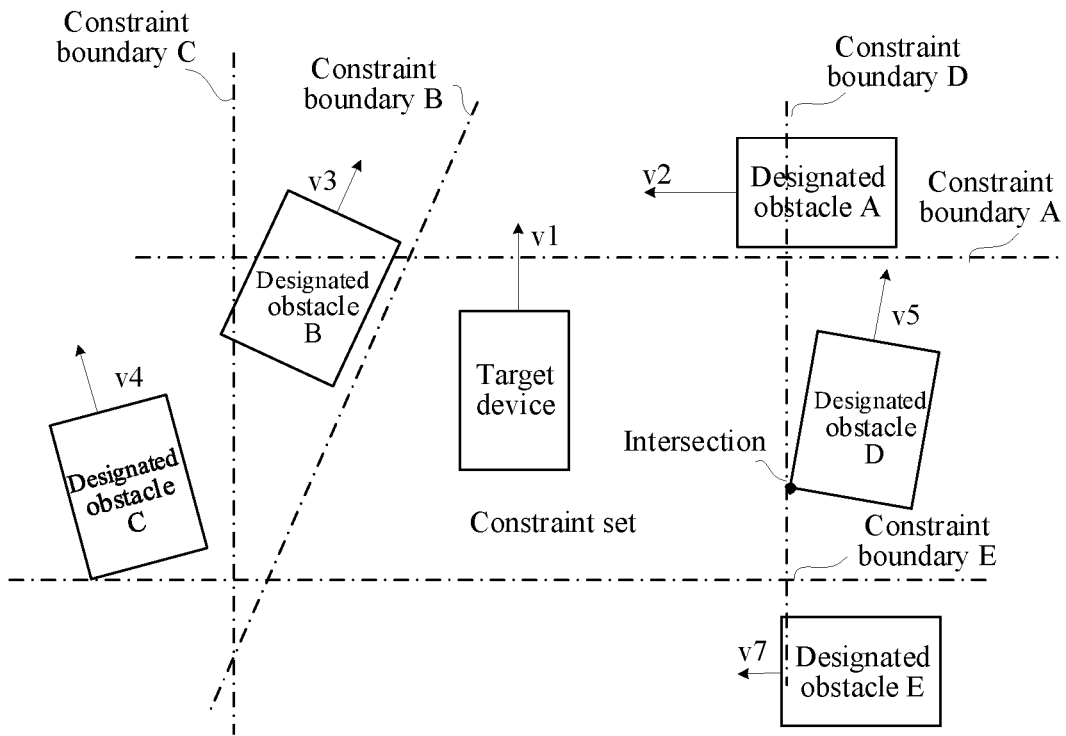 Constraint
boundary C
Constraint
boundary B
Constraint
boundary D
v3
v2
Designated
obstacle A
Constraint
boundary A
v1
Designated
obstacle
B
v5
v4
Target
device
Designated
obstacle
D
Intersection
Designated
obstacle
C
Constraint set
Constraint
boundary E
v7
Designated
obstacle E